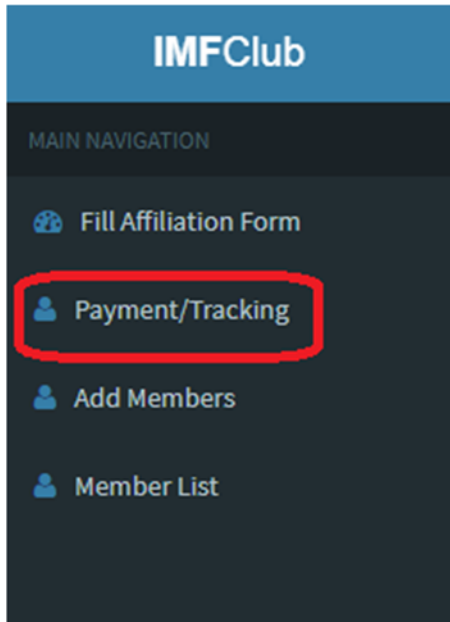 IMFClub
MAIN NAVIGATION
Fill Affiliation Form
Payment/Tracking
Add Members
Member List